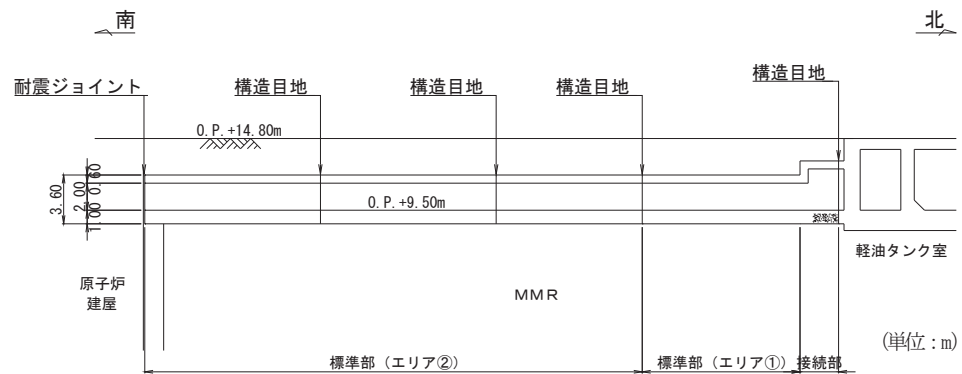 南
北
耐震ジョイント
構造目地
構造目地
構造目地
構造目地
O.P.+14.80m
0.60
2.00
1.00
3.60
O.P.+9.50m
原子炉
建屋
MMR
軽油タンク室
(単位:m)
標準部(エリア②)
標準部(エリア①)
接続部